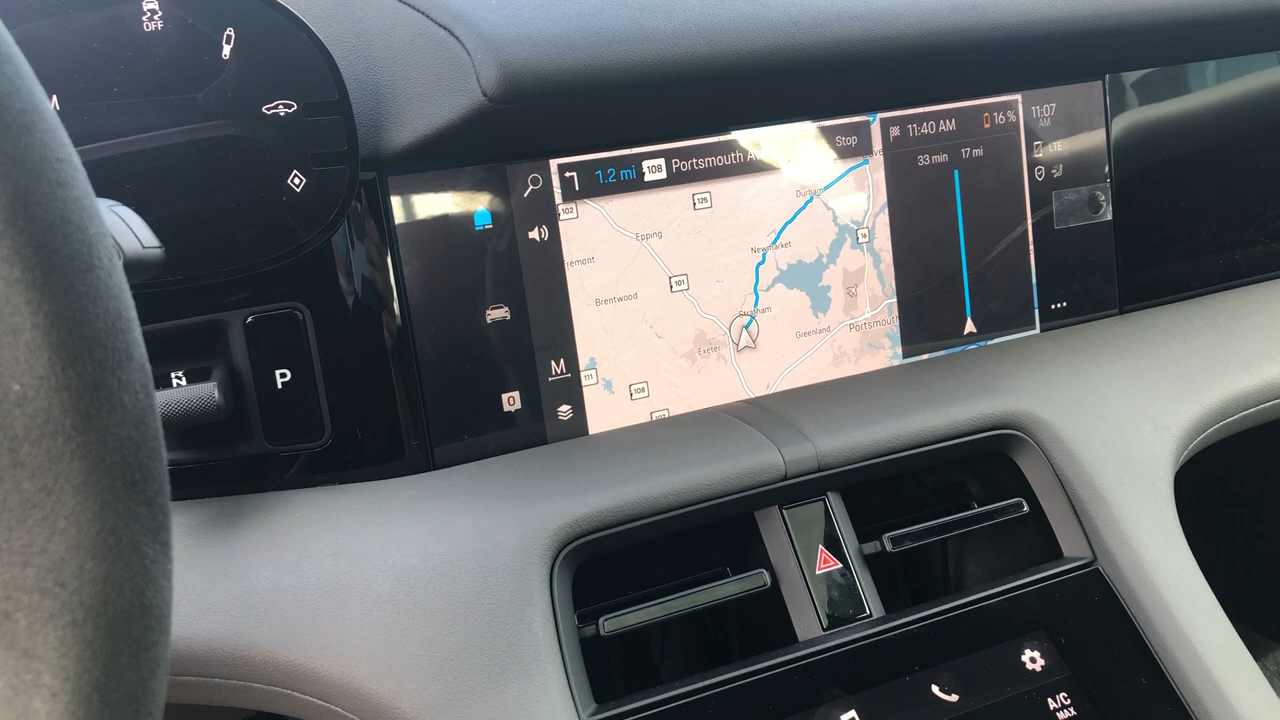 OFF
M
N
P
0
M
1.2 mi
108
Portsmouth A
Stop
102
125
Epping
Fremont
101
Brentwood
Durham
Newmarket
Stratham
Exeter
Greenland
Portsmouth
16
111
108
11:40 AM
16 %
33 min
17 mi
11:07
AM
LTE
A/C
MAX